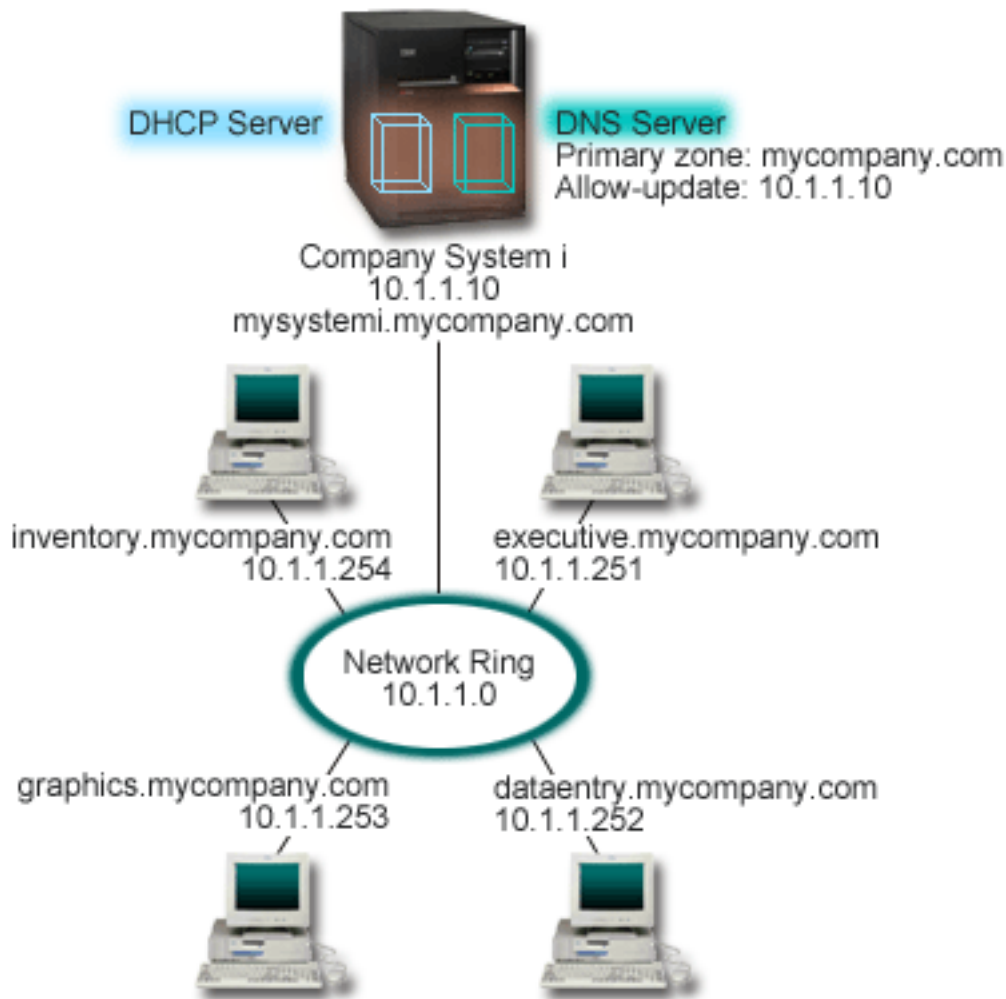 DHCP Server
DNS Server
Primary zone: mycompany.com
Allow-update: 10.1.1.10
Company System i
10.1.1.10
mysystemi.mycompany.com
inventory.mycompany.com
10.1.1.254
executive.mycompany.com
10.1.1.251
Network Ring
10.1.1.0
graphics.mycompany.com
10.1.1.253
dataentry.mycompany.com
10.1.1.252